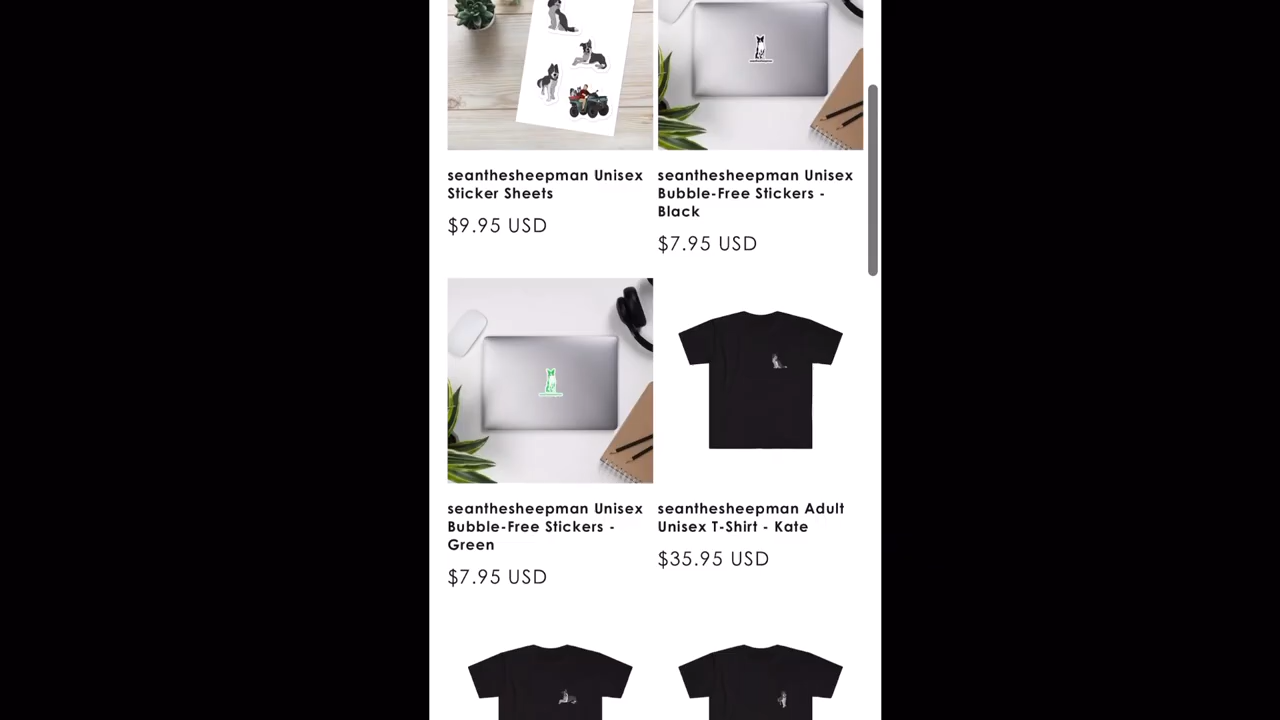 seanthesheepman Unisex
Sticker Sheets
$9.95 USD
seanthesheepman Unisex
Bubble-Free Stickers -
Black
$7.95 USD
seanthesheepman Unisex
Bubble-Free Stickers -
Green
$7.95 USD
seanthesheepman Adult
Unisex T-Shirt - Kate
$35.95 USD